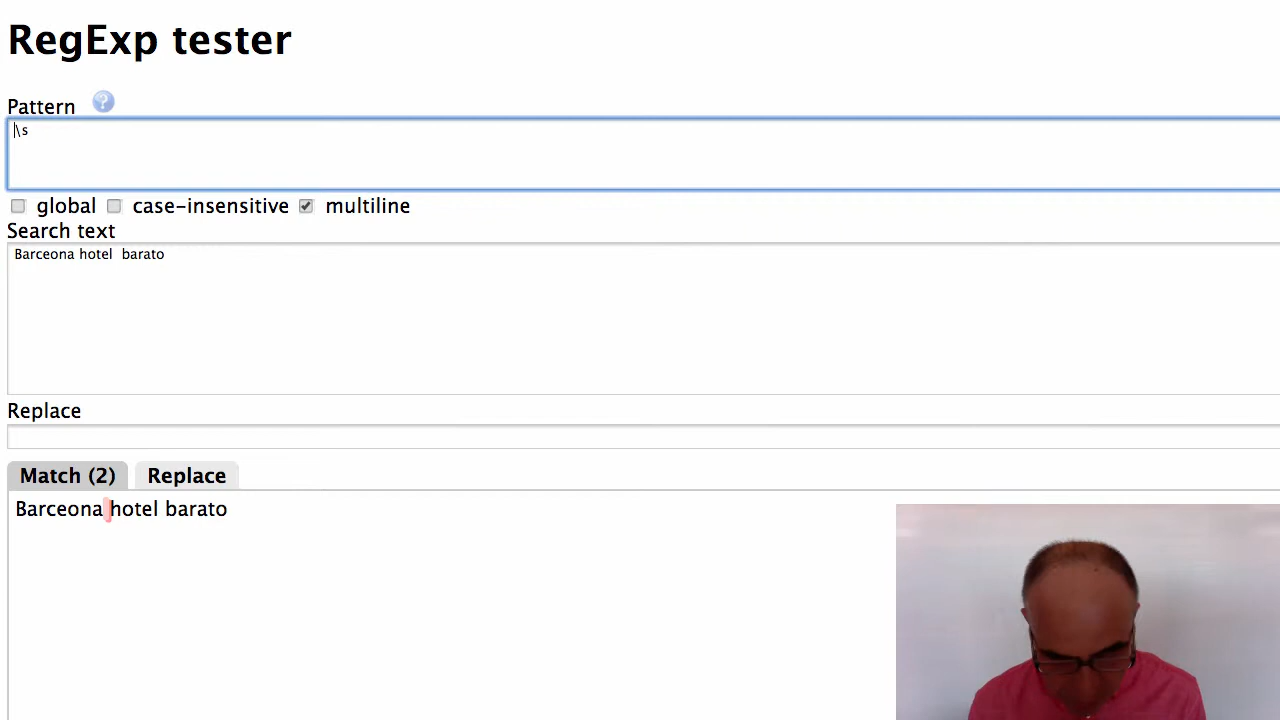 RegExp tester
Pattern ?
\s
global case-insensitive multiline
Search text
Barceona hotel  barato
Replace
Match (2) Replace
Barceona hotel barato